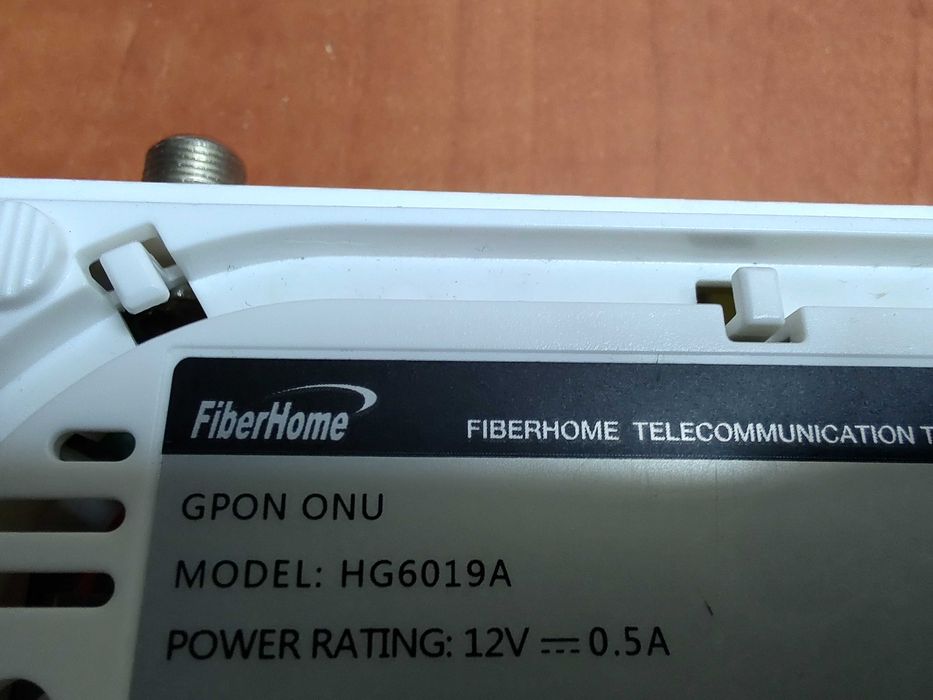 FiberHome
FIBERHOME TELECOMMUNICATION T
GPON ONU
MODEL: HG6019A
POWER RATING: 12V ⎓ 0.5A